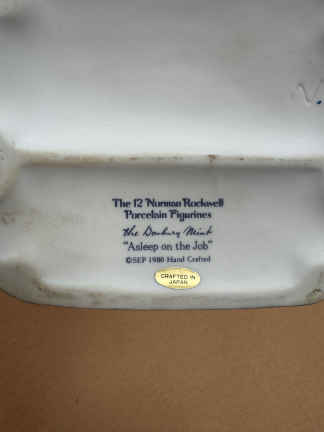 The 12 Norman Rockwell
Porcelain Figurines
the Danbury Mint
"Asleep on the Job"
©SEP 1980 Hand Crafted
CRAFTED IN
JAPAN